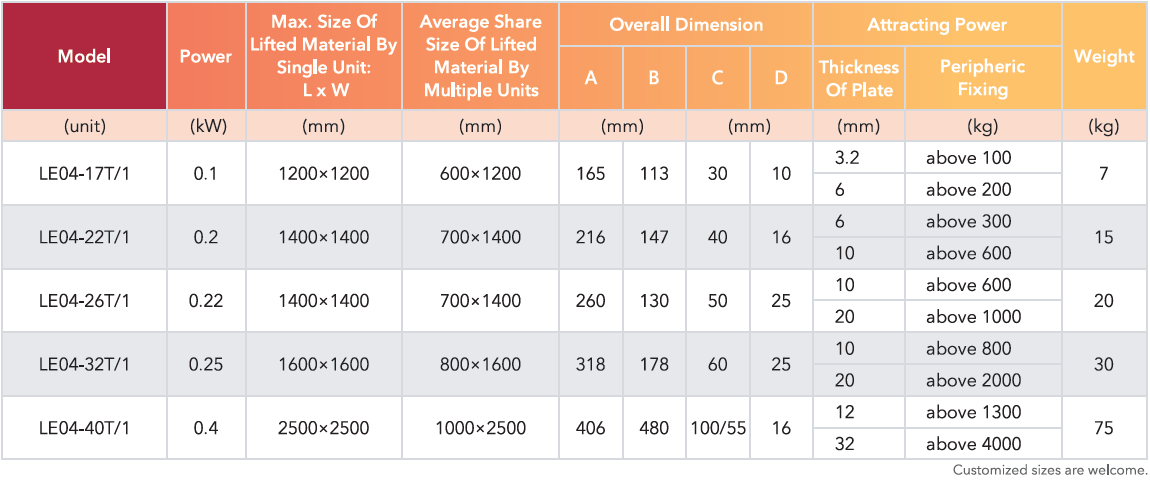 Model Power Max. Size Of Lifted Material By Single Unit: L x W Average Share Size Of Lifted Material By Multiple Units Overall Dimension Attracting Power Weight
A B C D Thickness Of Plate Peripheric Fixing
(unit) (kW) (mm) (mm) (mm) (mm) (mm) (kg) (kg)
LE04-17T/1 0.1 1200×1200 600×1200 165 113 30 10 3.2 above 100 7
6 above 200
LE04-22T/1 0.2 1400×1400 700×1400 216 147 40 16 6 above 300 15
10 above 600
LE04-26T/1 0.22 1400×1400 700×1400 260 130 50 25 10 above 600 20
20 above 1000
LE04-32T/1 0.25 1600×1600 800×1600 318 178 60 25 10 above 800 30
20 above 2000
LE04-40T/1 0.4 2500×2500 1000×2500 406 480 100/55 16 12 above 1300 75
32 above 4000
Customized sizes are welcome.